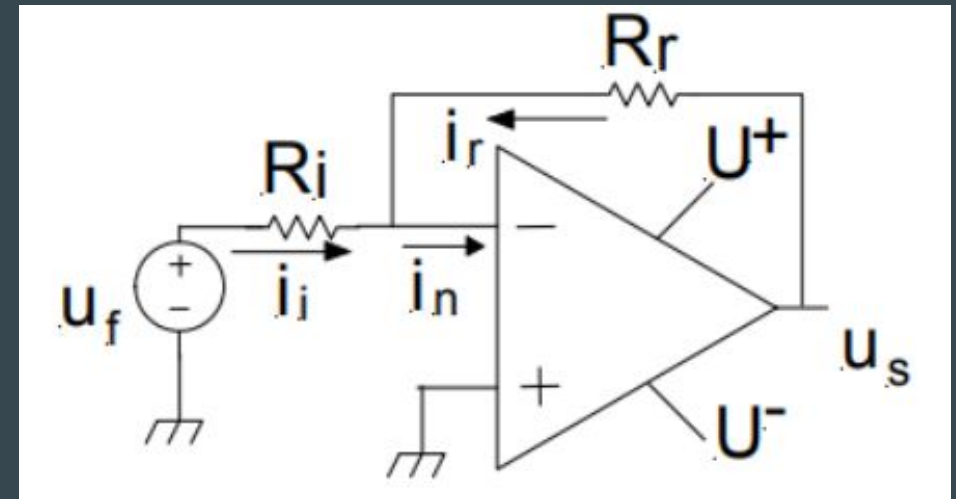 Rr
ir
U+
Ri
+
-
uf
ii
in
-
+
us
U-